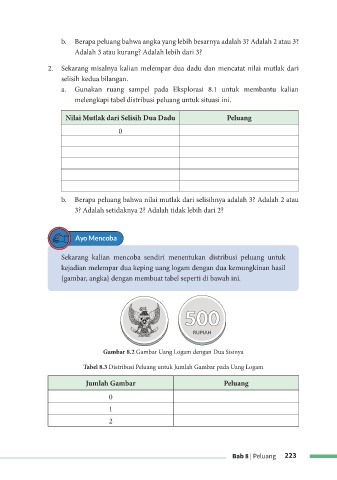 b. Berapa peluang bahwa angka yang lebih besarnya adalah 3? Adalah 2 atau 3?
Adalah 3 atau kurang? Adalah lebih dari 3?
2. Sekarang misalnya kalian melempar dua dadu dan mencatat nilai mutlak dari
selisih kedua bilangan.
a. Gunakan ruang sampel pada Eksplorasi 8.1 untuk membantu kalian
melengkapi tabel distribusi peluang untuk situasi ini.
Nilai Mutlak dari Selisih Dua Dadu Peluang
0
b. Berapa peluang bahwa nilai mutlak dari selisihnya adalah 3? Adalah 2 atau
3? Adalah setidaknya 2? Adalah tidak lebih dari 2?
Ayo Mencoba
Sekarang kalian mencoba sendiri menentukan distribusi peluang untuk
kejadian melempar dua keping uang logam dengan dua kemungkinan hasil
{gambar, angka} dengan membuat tabel seperti di bawah ini.
500
RUPIAH
Gambar 8.2 Gambar Uang Logam dengan Dua Sisinya
Tabel 8.3 Distribusi Peluang untuk Jumlah Gambar pada Uang Logam
Jumlah Gambar Peluang
0
1
2
Bab 8 | Peluang 223